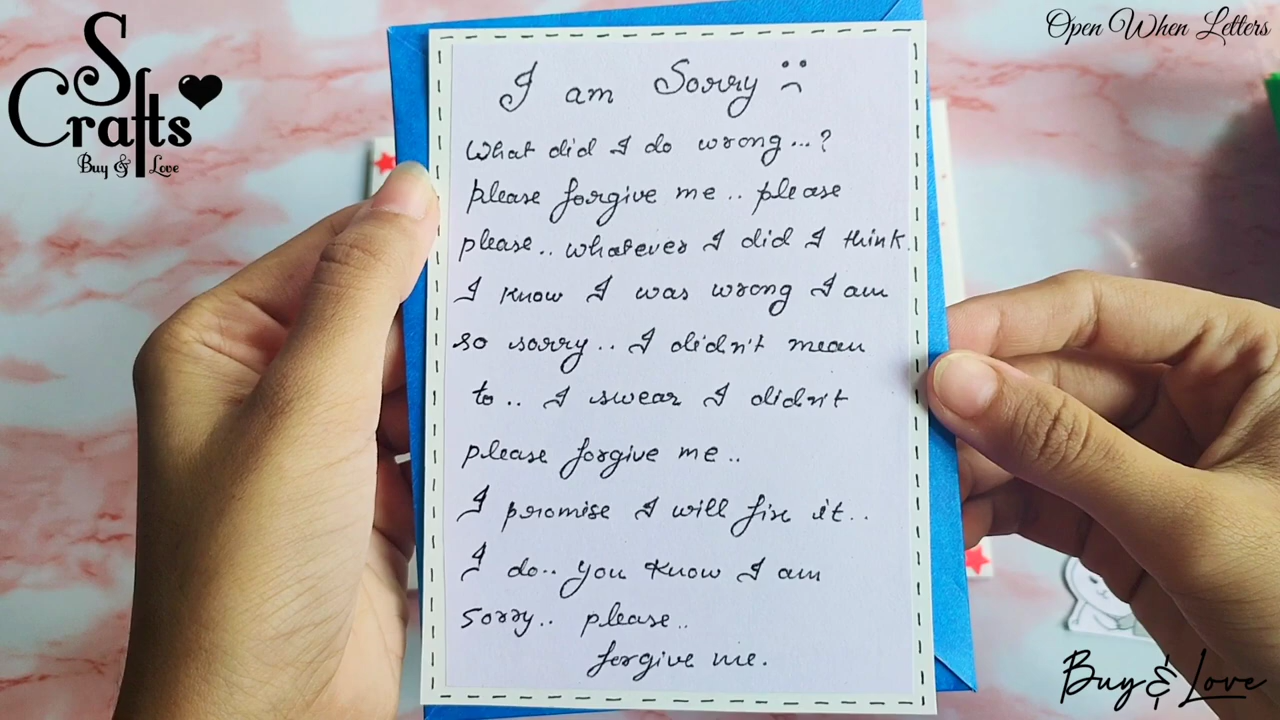 S
Crafts
Buy & Love
Open When Letters
I am Sorry :(
What did I do wrong...?
please forgive me.. please
please.. whatever I did I think.
I know I was wrong I am
so sorry.. I didn't mean
to.. I swear I didn't
please forgive me..
I promise I will fix it..
I do.. you know I am
sorry.. please..
forgive me.
Buy & Love